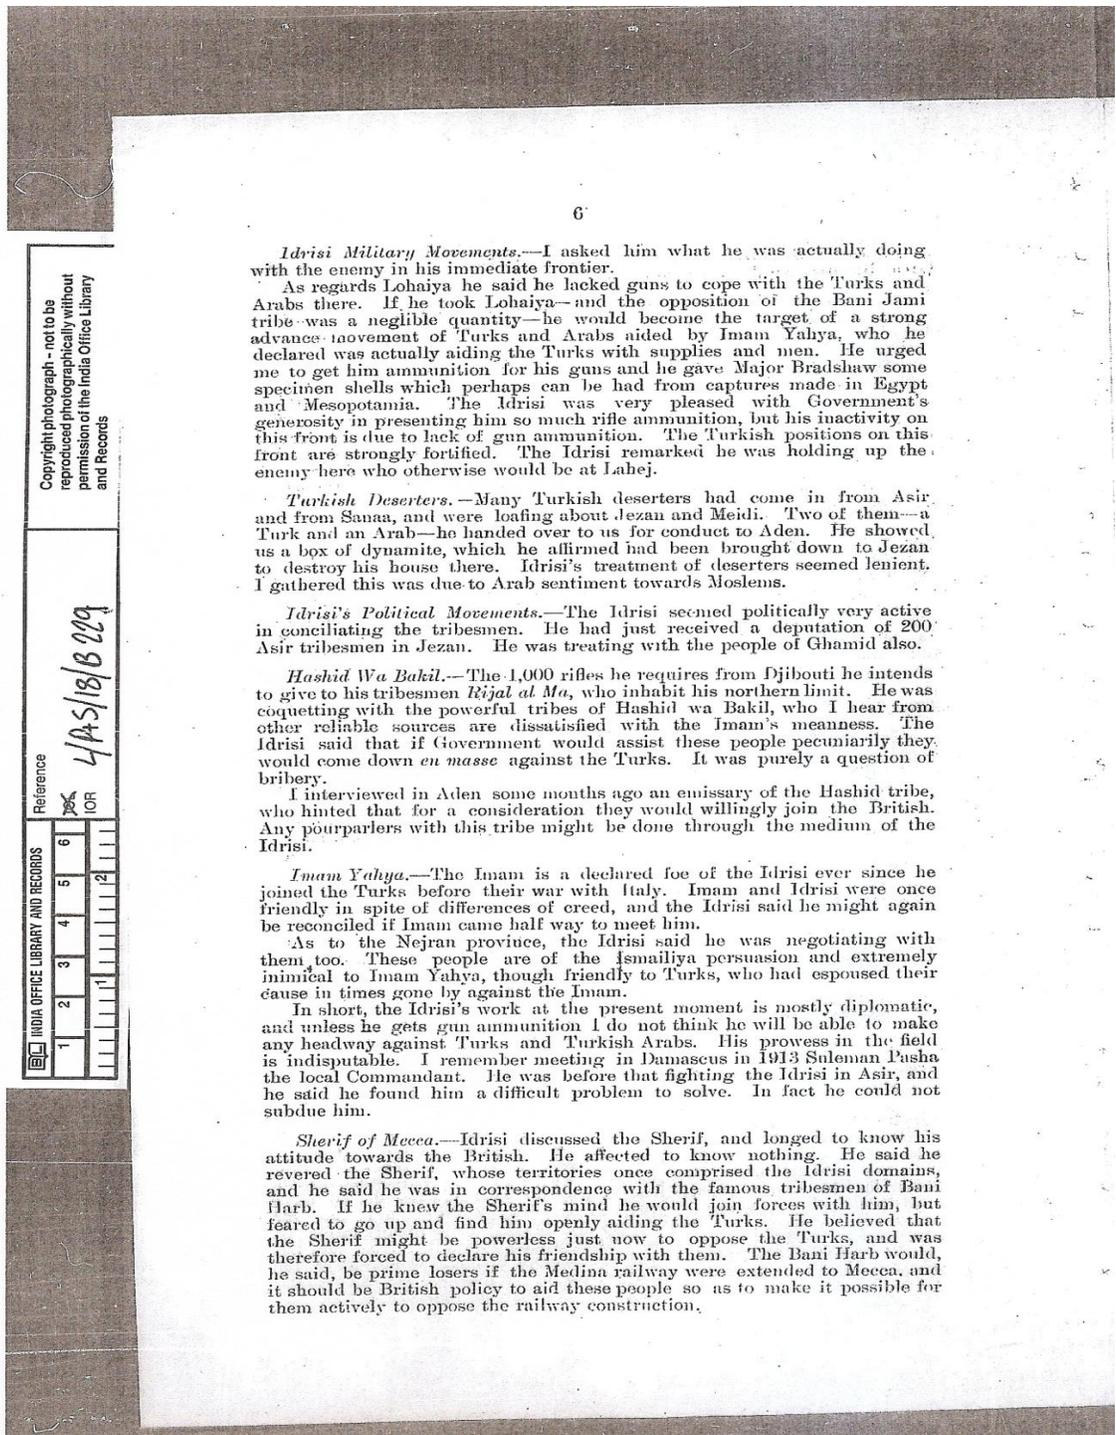 6
Idrisi Military Movements.—I asked him what he was actually doing
with the enemy in his immediate frontier.
As regards Lohaiya he said he lacked guns to cope with the Turks and
Arabs there. If he took Lohaiya—and the opposition of the Bani Jami
tribe was a neglible quantity—he would become the target of a strong
advance movement of Turks and Arabs aided by Imam Yahya, who he
declared was actually aiding the Turks with supplies and men. He urged
me to get him ammunition for his guns and he gave Major Bradshaw some
specimen shells which perhaps can be had from captures made in Egypt
and Mesopotamia. The Idrisi was very pleased with Government's
generosity in presenting him so much rifle ammunition, but his inactivity on
this front is due to lack of gun ammunition. The Turkish positions on this
front are strongly fortified. The Idrisi remarked he was holding up the
enemy here who otherwise would be at Lahej.
Turkish Deserters.—Many Turkish deserters had come in from Asir
and from Sanaa, and were loafing about Jezan and Meidi. Two of them—a
Turk and an Arab—he handed over to us for conduct to Aden. He showed
us a box of dynamite, which he affirmed had been brought down to Jezan
to destroy his house there. Idrisi's treatment of deserters seemed lenient.
I gathered this was due to Arab sentiment towards Moslems.
Idrisi's Political Movements.—The Idrisi seemed politically very active
in conciliating the tribesmen. He had just received a deputation of 200
Asir tribesmen in Jezan. He was treating with the people of Ghamid also.
Hashid Wa Bakil.—The 1,000 rifles he requires from Djibouti he intends
to give to his tribesmen Rijal al Ma, who inhabit his northern limit. He was
coquetting with the powerful tribes of Hashid wa Bakil, who I hear from
other reliable sources are dissatisfied with the Imam's meanness. The
Idrisi said that if Government would assist these people pecuniarily they
would come down en masse against the Turks. It was purely a question of
bribery.
I interviewed in Aden some months ago an emissary of the Hashid tribe,
who hinted that for a consideration they would willingly join the British.
Any pourparlers with this tribe might be done through the medium of the
Idrisi.
Imam Yahya.—The Imam is a declared foe of the Idrisi ever since he
joined the Turks before their war with Italy. Imam and Idrisi were once
friendly in spite of differences of creed, and the Idrisi said he might again
be reconciled if Imam came half way to meet him.
As to the Nejran province, the Idrisi said he was negotiating with
them too. These people are of the Ismailiya persuasion and extremely
inimical to Imam Yahya, though friendly to Turks, who had espoused their
cause in times gone by against the Imam.
In short, the Idrisi's work at the present moment is mostly diplomatic,
and unless he gets gun ammunition I do not think he will be able to make
any headway against Turks and Turkish Arabs. His prowess in the field
is indisputable. I remember meeting in Damascus in 1913 Suleman Pasha
the local Commandant. He was before that fighting the Idrisi in Asir, and
he said he found him a difficult problem to solve. In fact he could not
subdue him.
Sherif of Mecca.—Idrisi discussed the Sherif, and longed to know his
attitude towards the British. He affected to know nothing. He said he
revered the Sherif, whose territories once comprised the Idrisi domains,
and he said he was in correspondence with the famous tribesmen of Bani
Harb. If he knew the Sherif's mind he would join forces with him, but
feared to go up and find him openly aiding the Turks. He believed that
the Sherif might be powerless just now to oppose the Turks, and was
therefore forced to declare his friendship with them. The Bani Harb would,
he said, be prime losers if the Medina railway were extended to Mecca, and
it should be British policy to aid these people so as to make it possible for
them actively to oppose the railway construction.
Copyright photograph - not to be
reproduced photographically without
permission of the India Office Library
and Records
Reference
IOR
4/PAS/18/B229
BL INDIA OFFICE LIBRARY AND RECORDS
1 2 3 4 5 6
1 2